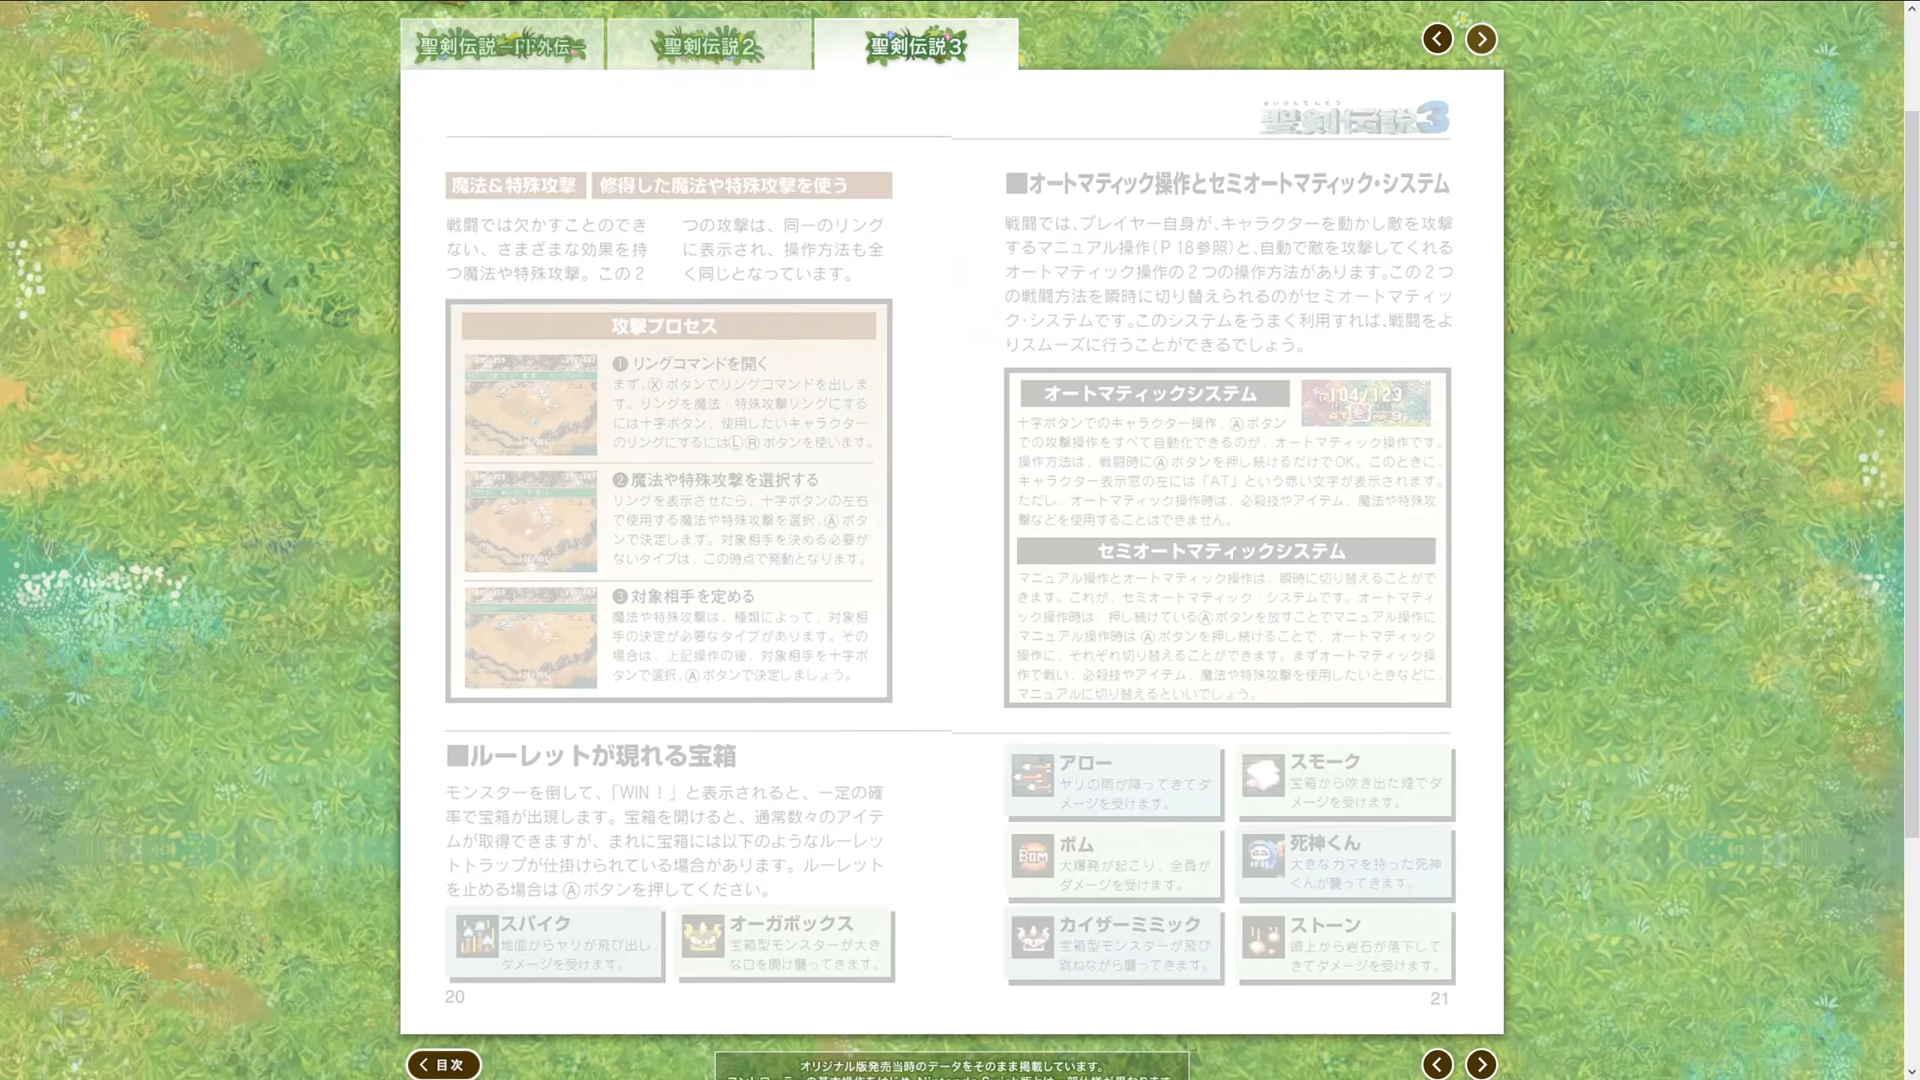 聖剣伝説ーFF外伝ー
聖剣伝説2
聖剣伝説3
せいけんでんせつ
聖剣伝説3
魔法&特殊攻撃
修得した魔法や特殊攻撃を使う
戦闘では欠かすことのでき
ない、さまざまな効果を持
つ魔法や特殊攻撃。この2
つの攻撃は、同一のリング
に表示され、操作方法も全
く同じとなっています。
攻撃プロセス
❶リングコマンドを開く
まず、Ⓧボタンでリングコマンドを出しま
す。リングを魔法・特殊攻撃リングにする
には十字ボタン、使用したいキャラクター
のリングにするにはⓁⓇボタンを使います。
❷魔法や特殊攻撃を選択する
リングを表示させたら、十字ボタンの左右
で使用する魔法や特殊攻撃を選択、Ⓐボタ
ンで決定します。対象相手を決める必要が
ないタイプは、この時点で発動となります。
❸対象相手を定める
魔法や特殊攻撃は、種類によって、対象相
手の決定が必要なタイプがあります。その
場合は、上記操作の後、対象相手を十字ボ
タンで選択、Ⓐボタンで決定しましょう。
■ルーレットが現れる宝箱
モンスターを倒して、「WIN！」と表示されると、一定の確
率で宝箱が出現します。宝箱を開けると、通常数々のアイテ
ムが取得できますが、まれに宝箱には以下のようなルーレッ
トトラップが仕掛けられている場合があります。ルーレット
を止める場合はⒶボタンを押してください。
スパイク
地面からヤリが飛び出し、
ダメージを受けます。
オーガボックス
宝箱型モンスターが大き
な口を開け襲ってきます。
20
■オートマティック操作とセミオートマティック・システム
戦闘では、プレイヤー自身が、キャラクターを動かし敵を攻撃
するマニュアル操作(P18参照)と、自動で敵を攻撃してくれる
オートマティック操作の2つの操作方法があります。この2つ
の戦闘方法を瞬時に切り替えられるのがセミオートマティッ
ク・システムです。このシステムをうまく利用すれば、戦闘をよ
りスムーズに行うことができるでしょう。
オートマティックシステム
104/123
十字ボタンでのキャラクター操作、Ⓐボタン
での攻撃操作をすべて自動化できるのが、オートマティック操作です。
操作方法は、戦闘時にⒶボタンを押し続けるだけでOK。このときに、
キャラクター表示窓の左には「AT」という赤い文字が表示されます。
ただし、オートマティック操作時は、必殺技やアイテム、魔法や特殊攻
撃などを使用することはできません。
セミオートマティックシステム
マニュアル操作とオートマティック操作は、瞬時に切り替えることがで
きます。これが、セミオートマティック・システムです。オートマティ
ック操作時は、押し続けているⒶボタンを放すことでマニュアル操作に、
マニュアル操作時はⒶボタンを押し続けることで、オートマティック
操作に、それぞれ切り替えることができます。まずオートマティック操
作で戦い、必殺技やアイテム、魔法や特殊攻撃を使用したいときなどに、
マニュアルに切り替えるといいでしょう。
アロー
ヤリの雨が降ってきてダ
メージを受けます。
スモーク
宝箱から吹き出た煙でダ
メージを受けます。
BOM
ボム
大爆発が起こり、全員が
ダメージを受けます。
死神くん
大きなカマを持った死神
くんが襲ってきます。
カイザーミミック
宝箱型モンスターが飛び
跳ねながら襲ってきます。
ストーン
頭上から岩石が落下して
きてダメージを受けます。
21
目次
オリジナル版発売当時のデータをそのまま掲載しています。